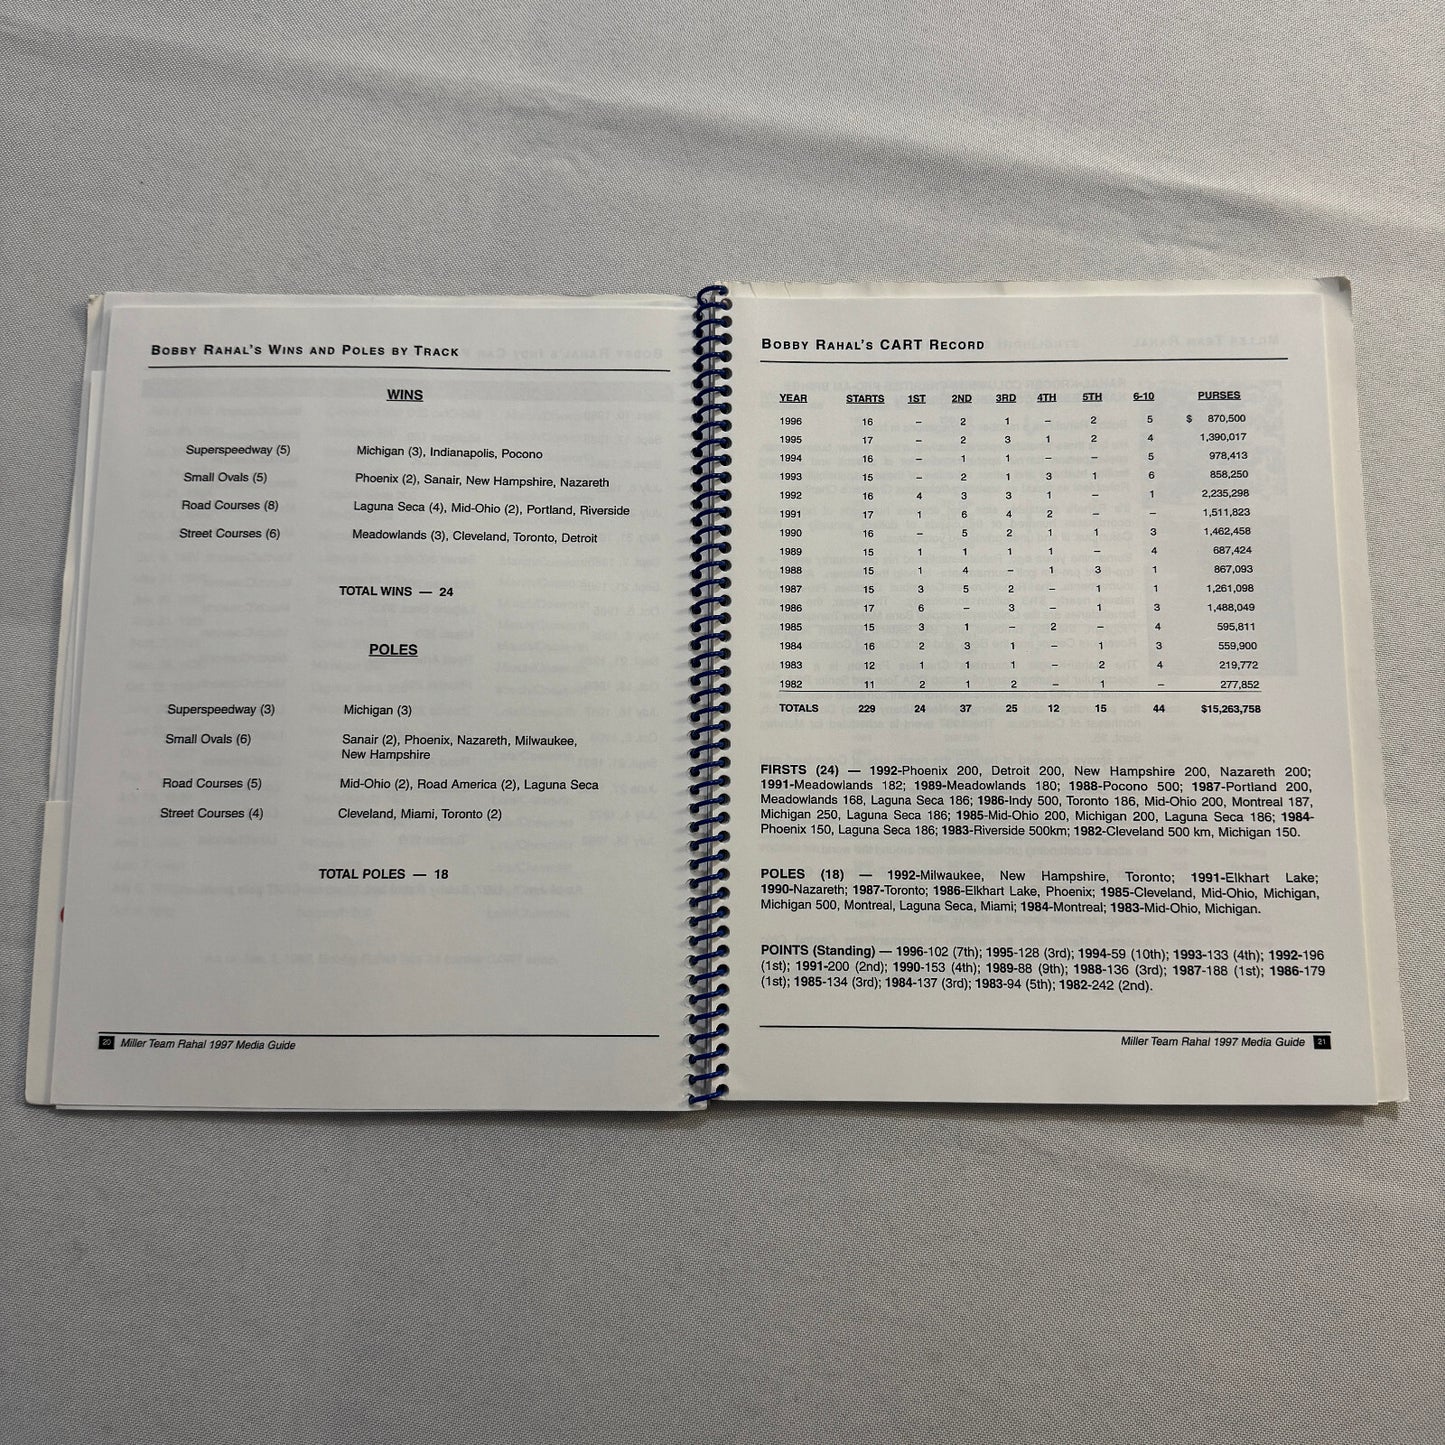 BOBBY RAHAL'S WINS AND POLES BY TRACK
WINS
Superspeedway (5) Michigan (3), Indianapolis, Pocono
Small Ovals (5) Phoenix (2), Sanair, New Hampshire, Nazareth
Road Courses (8) Laguna Seca (4), Mid-Ohio (2), Portland, Riverside
Street Courses (6) Meadowlands (3), Cleveland, Toronto, Detroit
TOTAL WINS — 24
POLES
Superspeedway (3) Michigan (3)
Small Ovals (6) Sanair (2), Phoenix, Nazareth, Milwaukee,
New Hampshire
Road Courses (5) Mid-Ohio (2), Road America (2), Laguna Seca
Street Courses (4) Cleveland, Miami, Toronto (2)
TOTAL POLES — 18
20 Miller Team Rahal 1997 Media Guide
BOBBY RAHAL'S CART RECORD
YEAR STARTS 1ST 2ND 3RD 4TH 5TH 6-10 PURSES
1996 16 – 2 1 – 2 5 $ 870,500
1995 17 – 2 3 1 2 4 1,390,017
1994 16 – 1 1 – – 5 978,413
1993 15 – 2 1 3 1 6 858,250
1992 16 4 3 3 1 – 1 2,235,298
1991 17 1 6 4 2 – – 1,511,823
1990 16 – 5 2 1 1 3 1,462,458
1989 15 1 1 1 1 – 4 687,424
1988 15 1 4 – 1 3 1 867,093
1987 15 3 5 2 – 1 1 1,261,098
1986 17 6 – 3 – 1 3 1,488,049
1985 15 3 1 – 2 – 4 595,811
1984 16 2 3 1 – 1 3 559,900
1983 12 1 1 1 – 2 4 219,772
1982 11 2 1 2 – 1 – 277,852
TOTALS 229 24 37 25 12 15 44 $15,263,758
FIRSTS (24) — 1992-Phoenix 200, Detroit 200, New Hampshire 200, Nazareth 200;
1991-Meadowlands 182; 1989-Meadowlands 180; 1988-Pocono 500; 1987-Portland 200,
Meadowlands 168, Laguna Seca 186; 1986-Indy 500, Toronto 186, Mid-Ohio 200, Montreal 187,
Michigan 250, Laguna Seca 186; 1985-Mid-Ohio 200, Michigan 200, Laguna Seca 186; 1984-
Phoenix 150, Laguna Seca 186; 1983-Riverside 500km; 1982-Cleveland 500 km, Michigan 150.
POLES (18) — 1992-Milwaukee, New Hampshire, Toronto; 1991-Elkhart Lake;
1990-Nazareth; 1987-Toronto; 1986-Elkhart Lake, Phoenix; 1985-Cleveland, Mid-Ohio, Michigan,
Michigan 500, Montreal, Laguna Seca, Miami; 1984-Montreal; 1983-Mid-Ohio, Michigan.
POINTS (Standing) — 1996-102 (7th); 1995-128 (3rd); 1994-59 (10th); 1993-133 (4th); 1992-196
(1st); 1991-200 (2nd); 1990-153 (4th); 1989-88 (9th); 1988-136 (3rd); 1987-188 (1st); 1986-179
(1st); 1985-134 (3rd); 1984-137 (3rd); 1983-94 (5th); 1982-242 (2nd).
Miller Team Rahal 1997 Media Guide 21